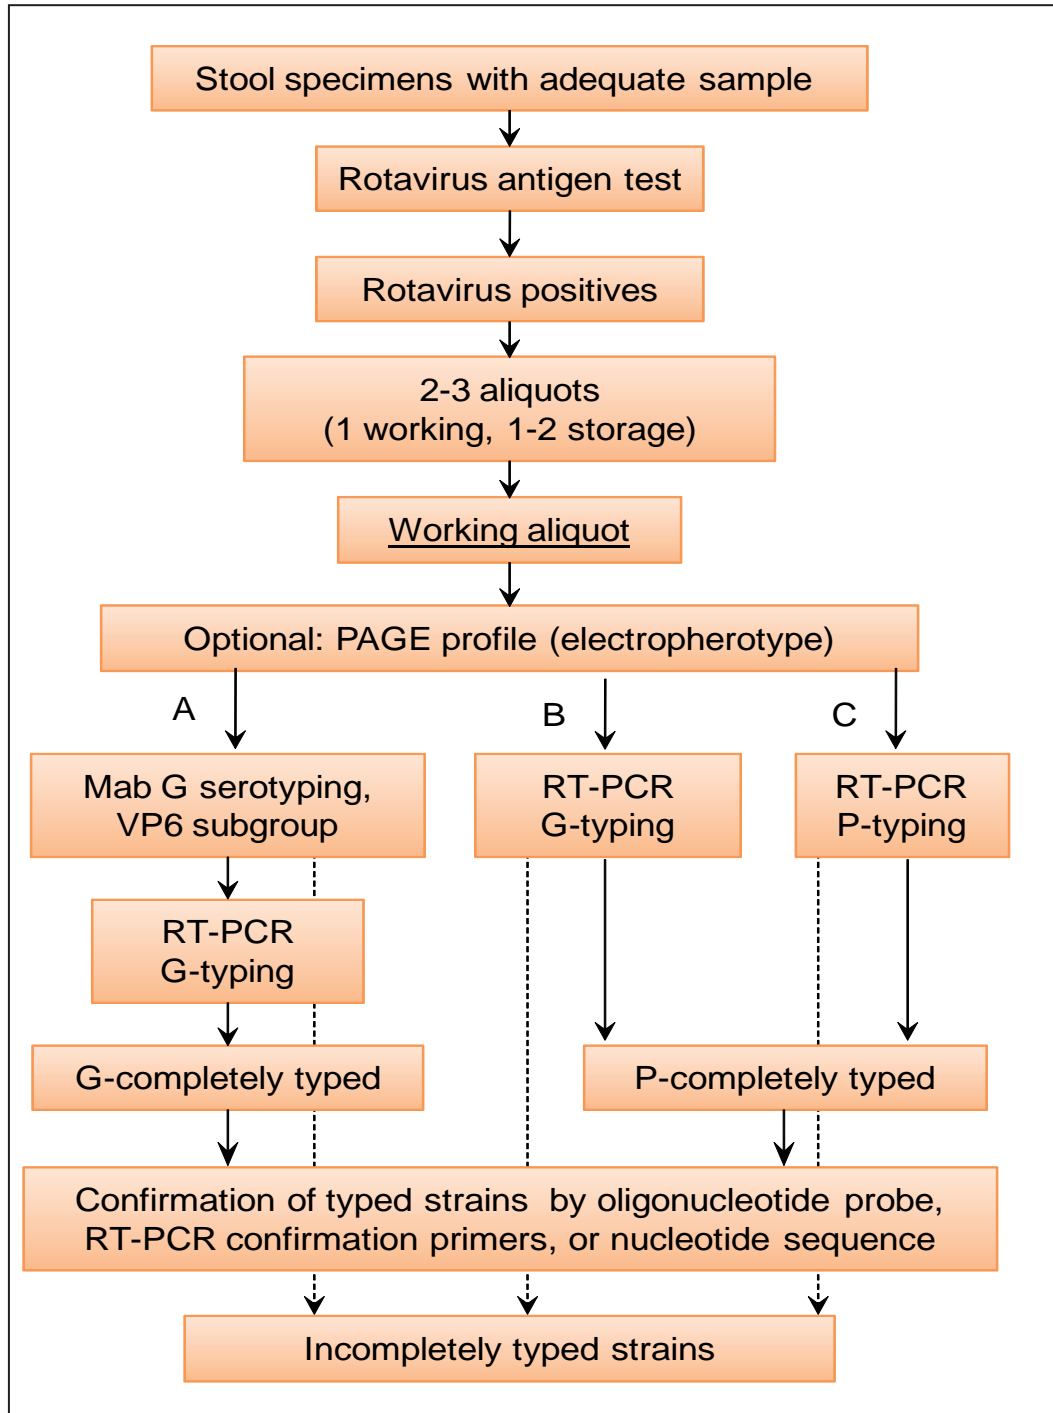 Stool specimens with adequate sample
Rotavirus antigen test
Rotavirus positives
2-3 aliquots
(1 working, 1-2 storage)
Working aliquot
Optional: PAGE profile (electropherotype)
A
B
C
Mab G serotyping,
VP6 subgroup
RT-PCR
G-typing
RT-PCR
P-typing
RT-PCR
G-typing
G-completely typed
P-completely typed
Confirmation of typed strains by oligonucleotide probe,
RT-PCR confirmation primers, or nucleotide sequence
Incompletely typed strains